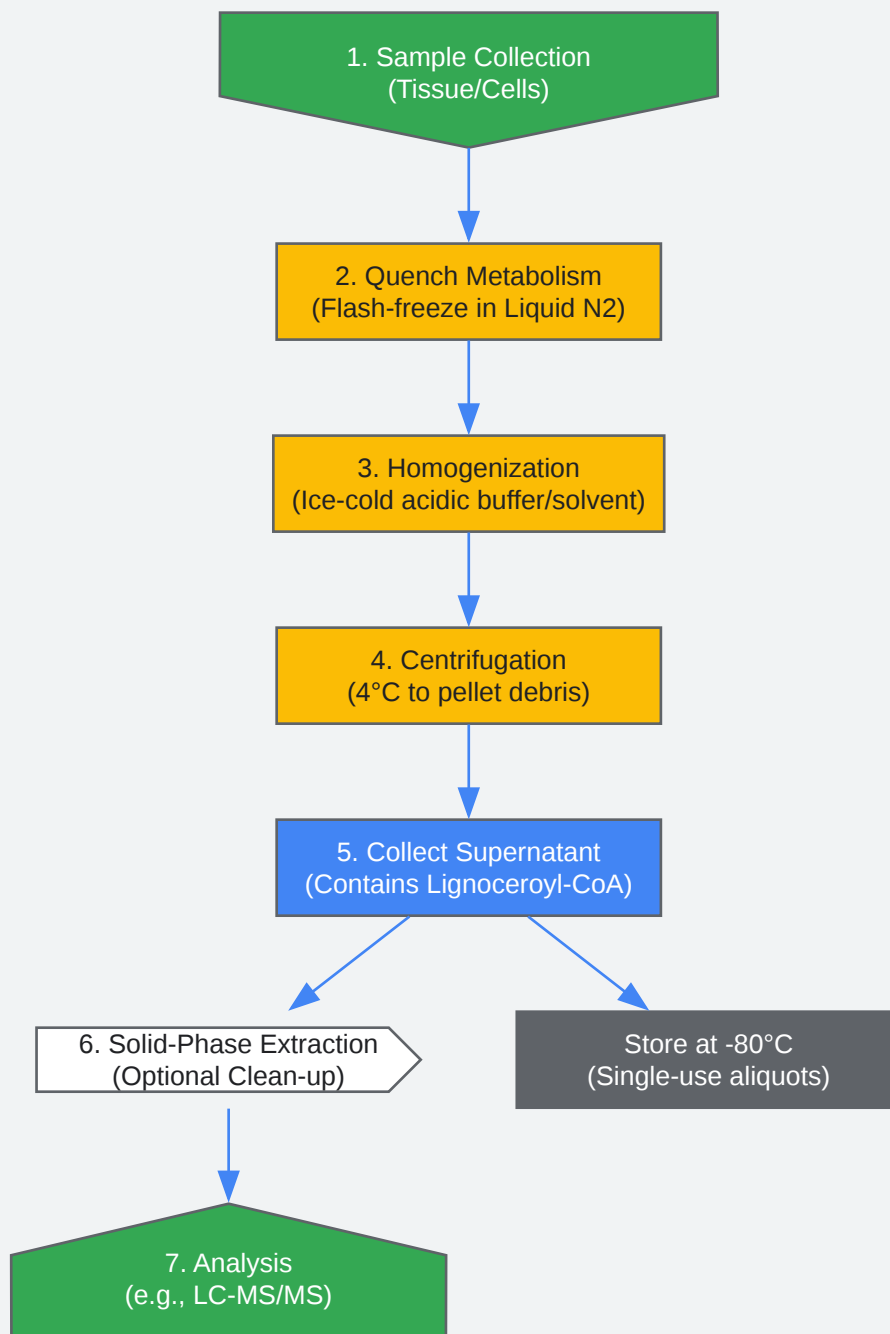 1. Sample Collection
(Tissue/Cells)
2. Quench Metabolism
(Flash-freeze in Liquid N2)
3. Homogenization
(Ice-cold acidic buffer/solvent)
4. Centrifugation
(4°C to pellet debris)
5. Collect Supernatant
(Contains Lignoceroyl-CoA)
6. Solid-Phase Extraction
(Optional Clean-up)
Store at -80°C
(Single-use aliquots)
7. Analysis
(e.g., LC-MS/MS)